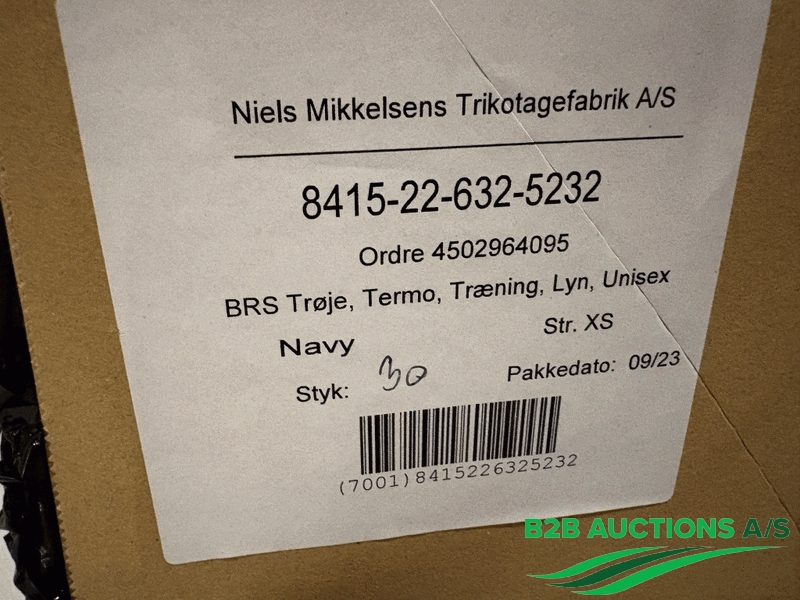 Niels Mikkelsens Trikotagefabrik A/S
8415-22-632-5232
Ordre 4502964095
BRS Trøje, Termo, Træning, Lyn, Unisex
Navy Str. XS
Styk: 30 Pakkedato: 09/23
(7001)8415226325232
B2B AUCTIONS A/S